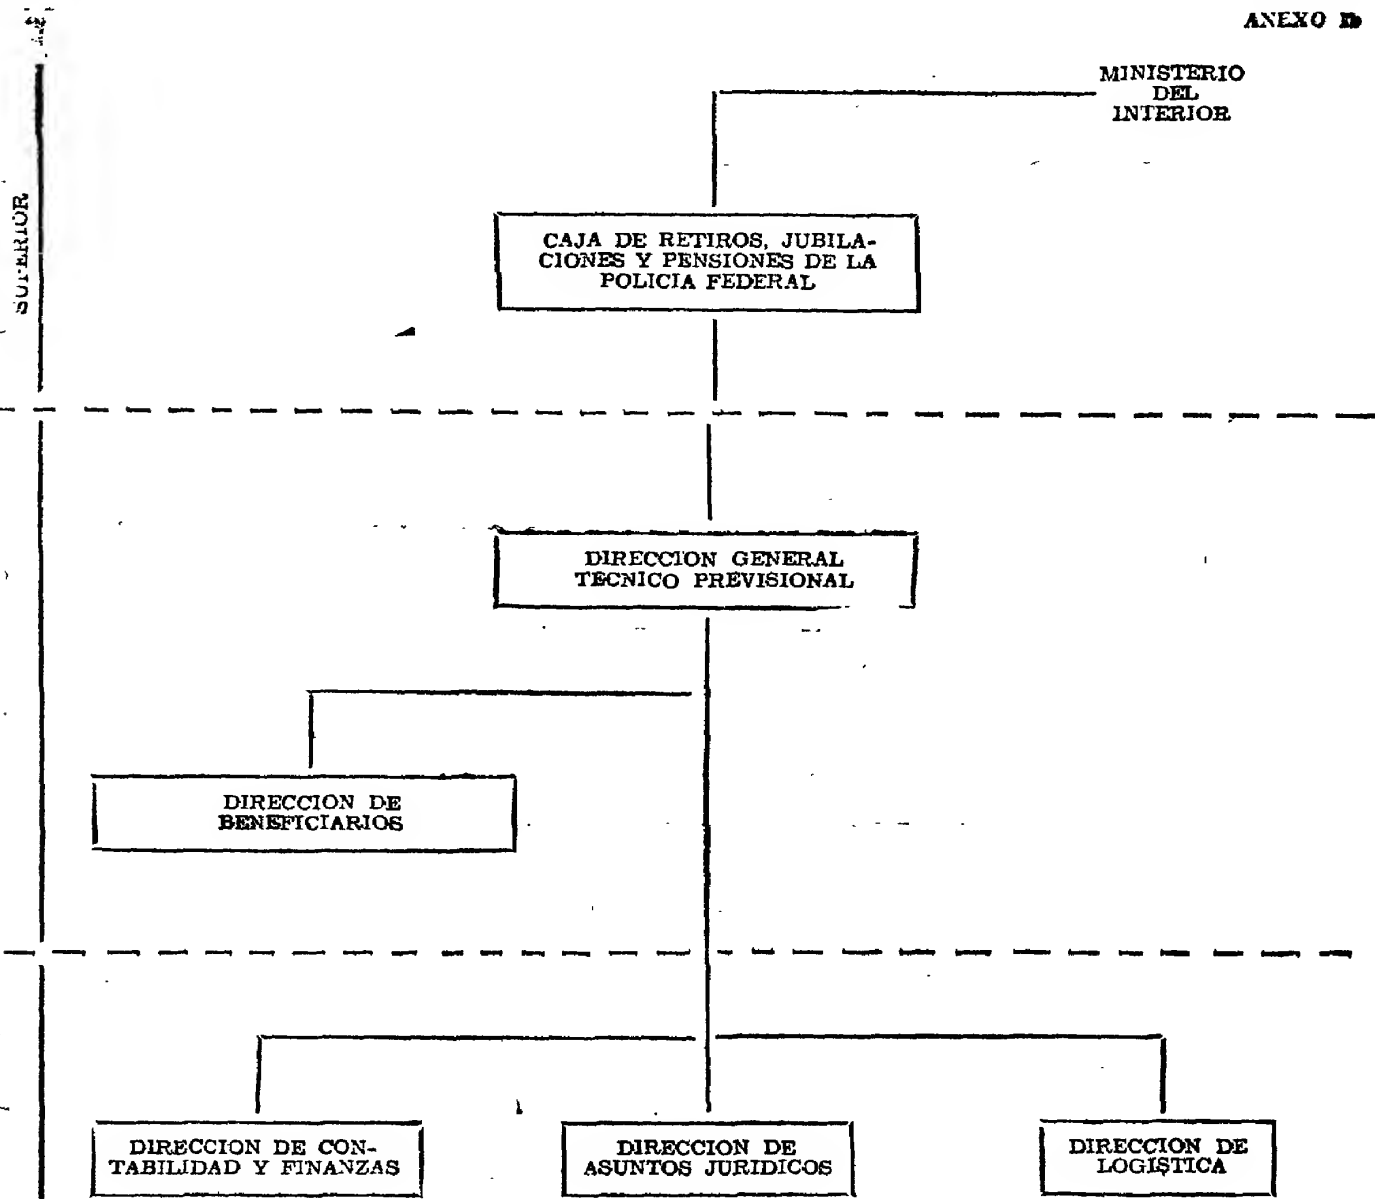 ANEXO Ib
MINISTERIO
DEL
INTERIOR
SUPERIOR
CAJA DE RETIROS, JUBILA-
CIONES Y PENSIONES DE LA
POLICIA FEDERAL
DIRECCION GENERAL
TECNICO PREVISIONAL
DIRECCION DE
BENEFICIARIOS
DIRECCION DE CON-
TABILIDAD Y FINANZAS
DIRECCION DE
ASUNTOS JURIDICOS
DIRECCION DE
LOGISTICA